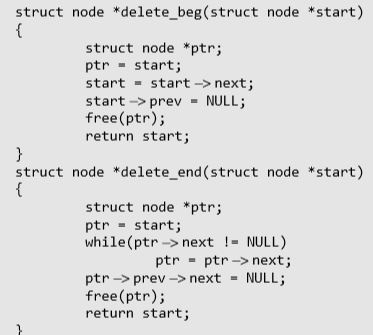 struct node *delete_beg(struct node *start)
{
struct node *ptr;
ptr = start;
start = start –>next;
start –>prev = NULL;
free(ptr);
return start;
}
struct node *delete_end(struct node *start)
{
struct node *ptr;
ptr = start;
while(ptr –>next != NULL)
ptr = ptr –>next;
ptr –>prev –>next = NULL;
free(ptr);
return start;
}